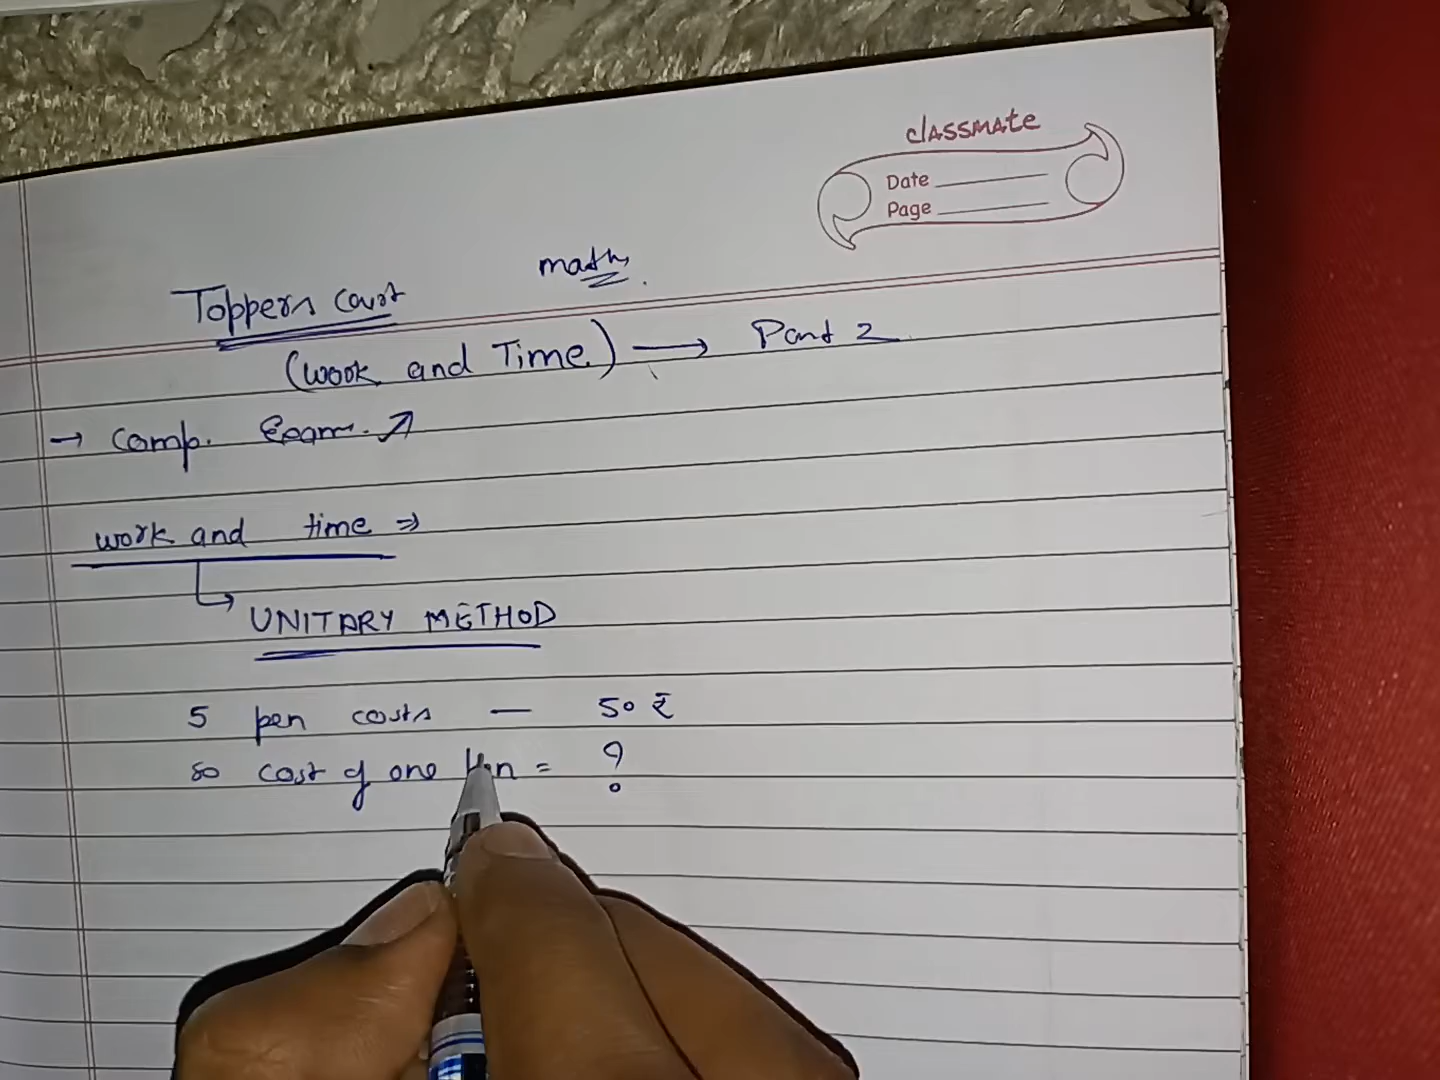 classmate
Date
Page
maths
Toppers Court
(Work and Time) → Part 2
→ Comp. Exam. ↗
work and time ⇒
UNITARY METHOD
5 pen costs — 50 ₹
so cost of one pen = ?